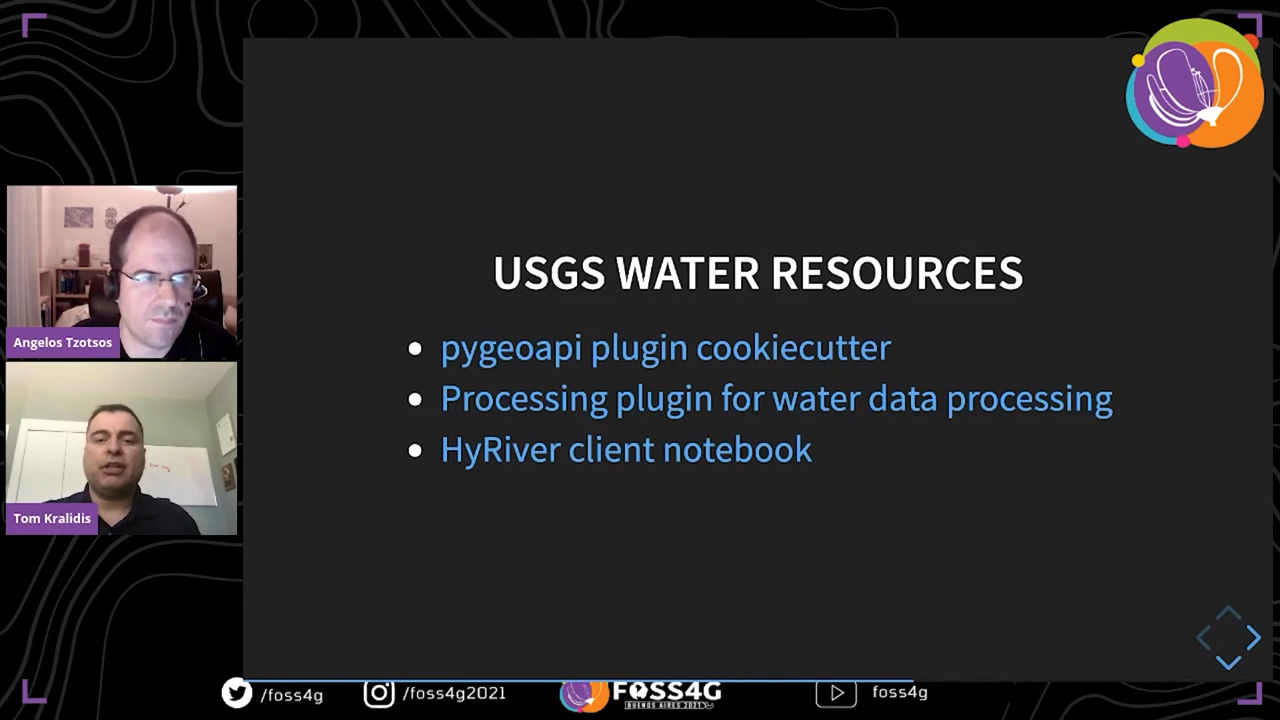 USGS WATER RESOURCES
pygeoapi plugin cookiecutter
Processing plugin for water data processing
HyRiver client notebook
Angelos Tzotsos
Tom Kralidis
/foss4g
/foss4g2021
FOSS4G
BUENOS AIRES 2021
foss4g